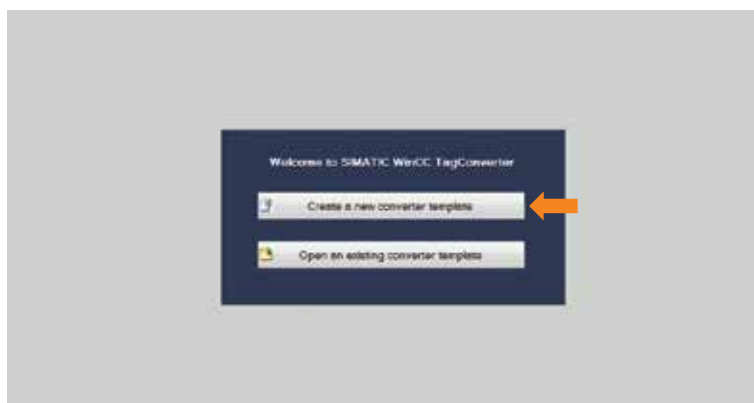 Welcome to SIMATIC WinCC TagConverter
Create a new converter template
Open an existing converter template